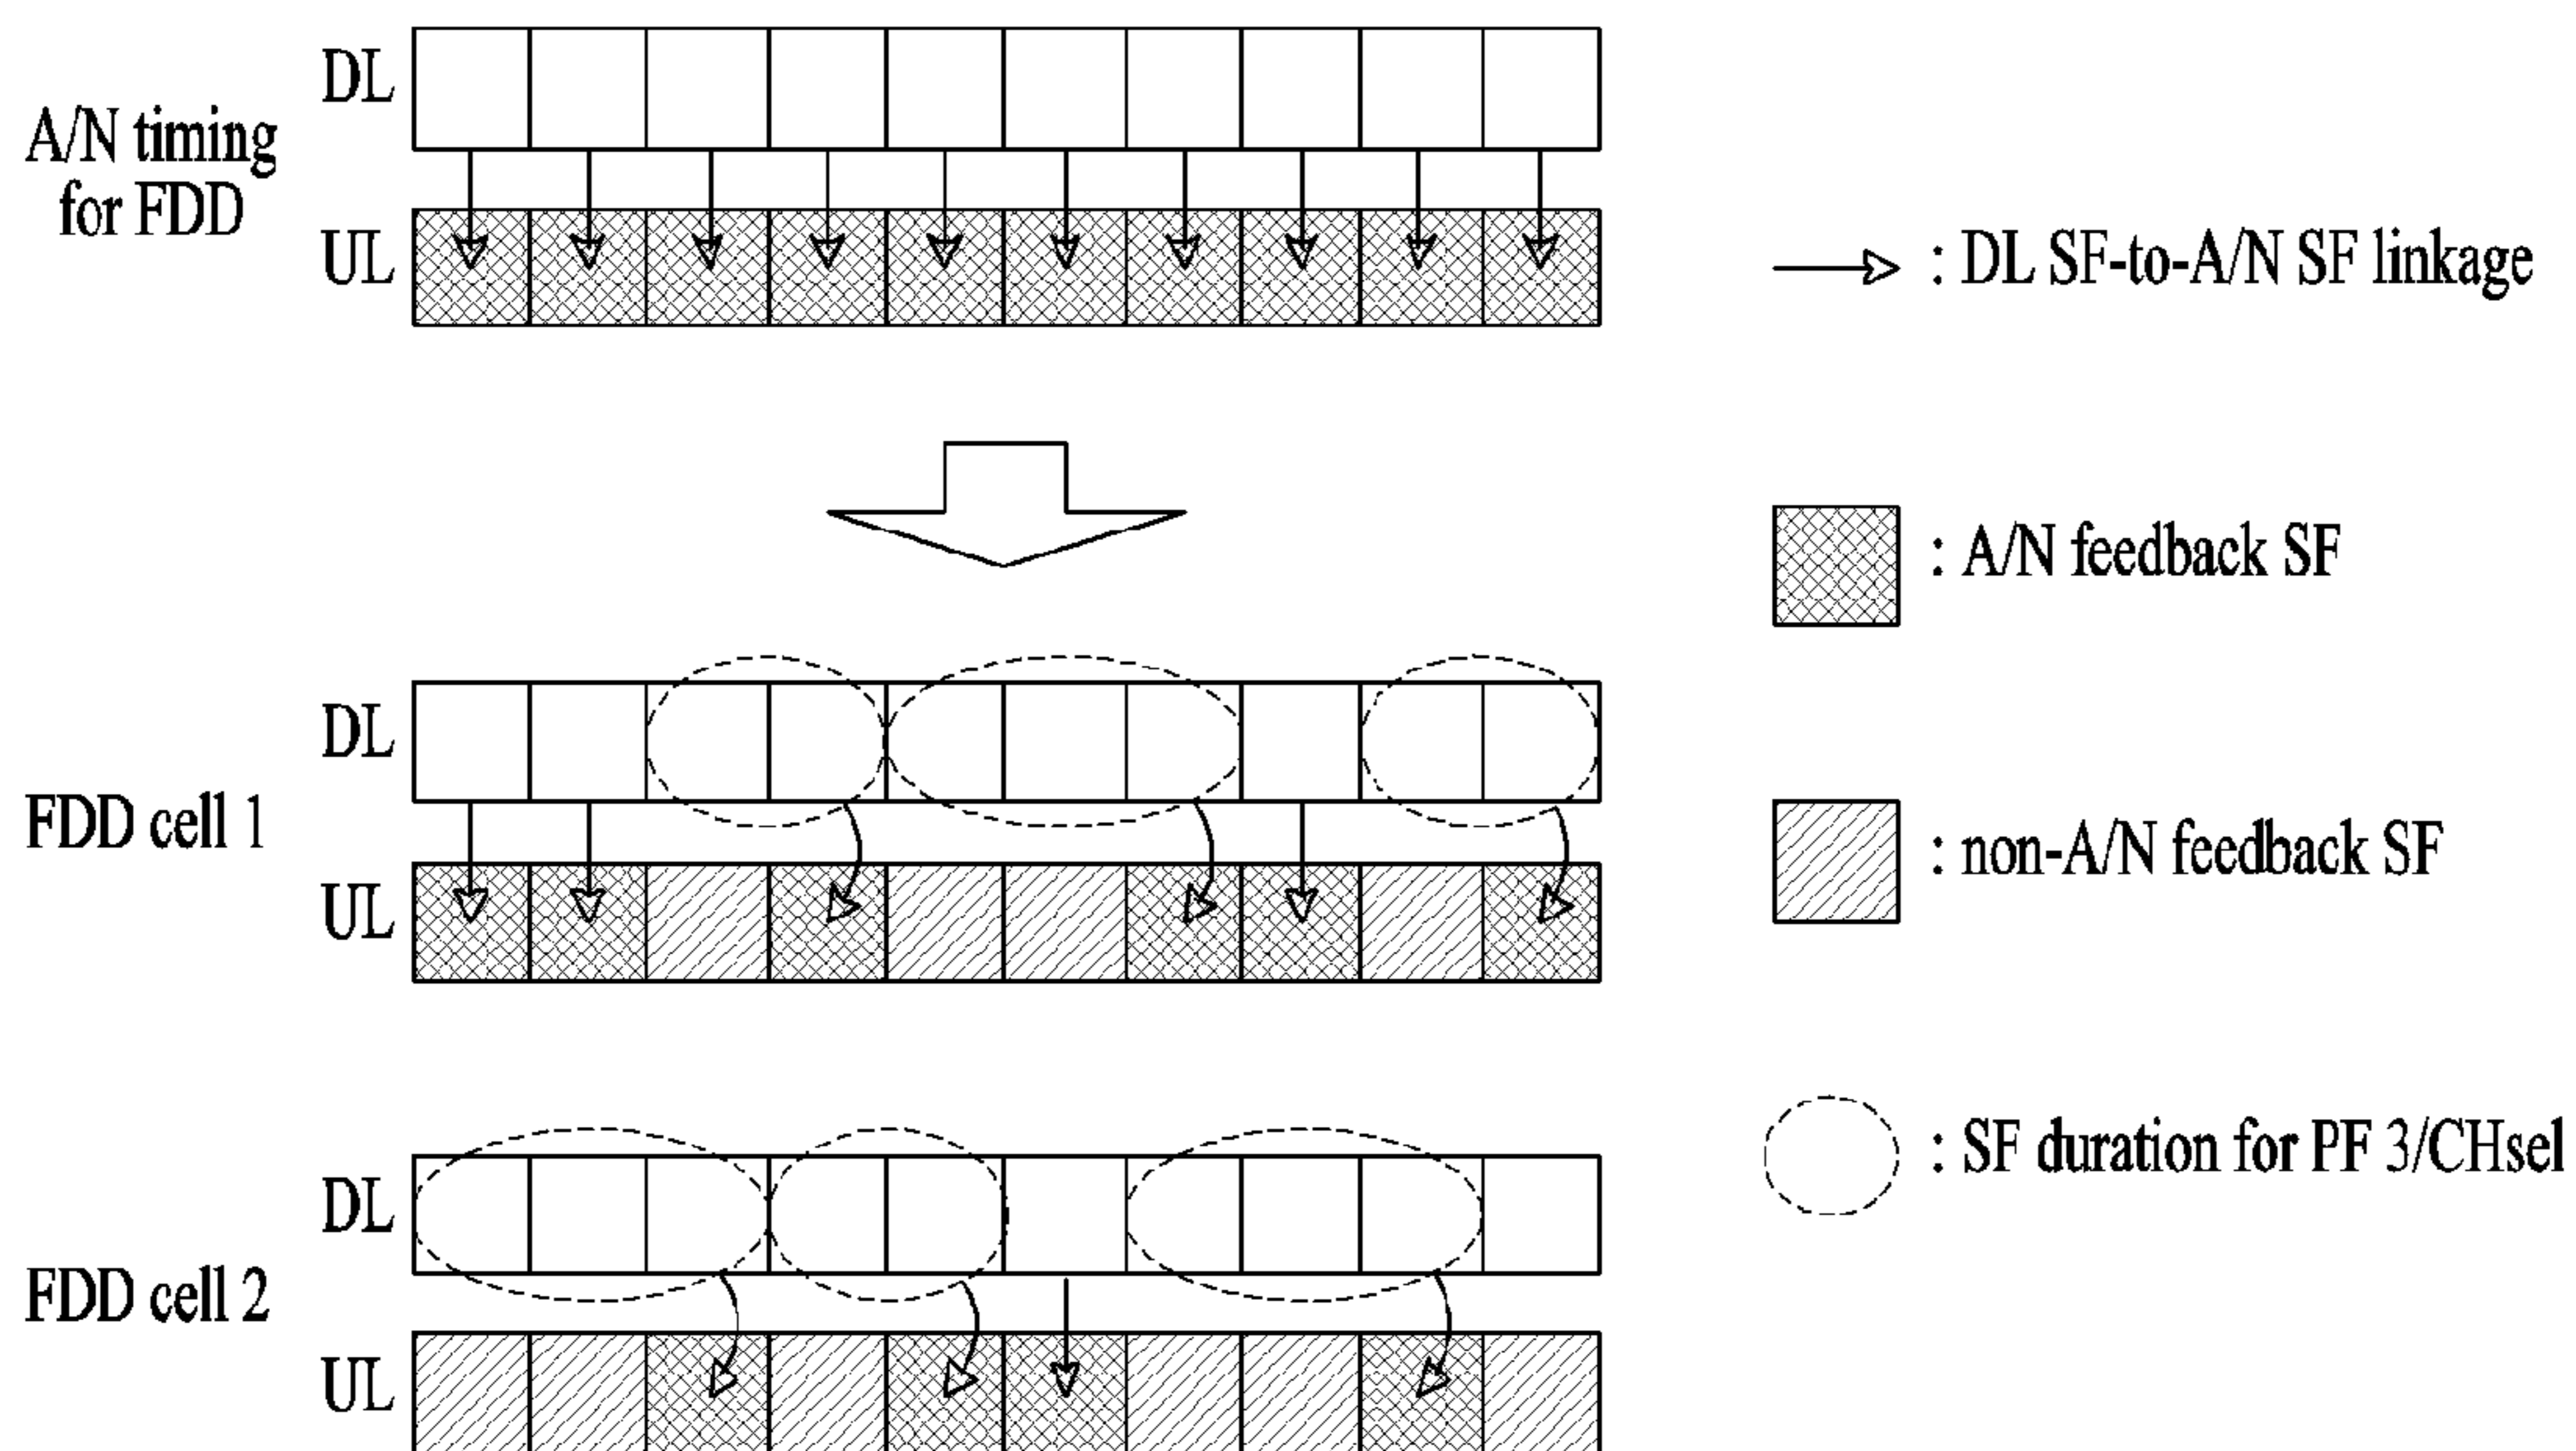 A/N timing
for FDD
DL
UL
: DL SF-to-A/N SF linkage
: A/N feedback SF
FDD cell 1
DL
UL
: non-A/N feedback SF
FDD cell 2
DL
UL
: SF duration for PF 3/CHsel